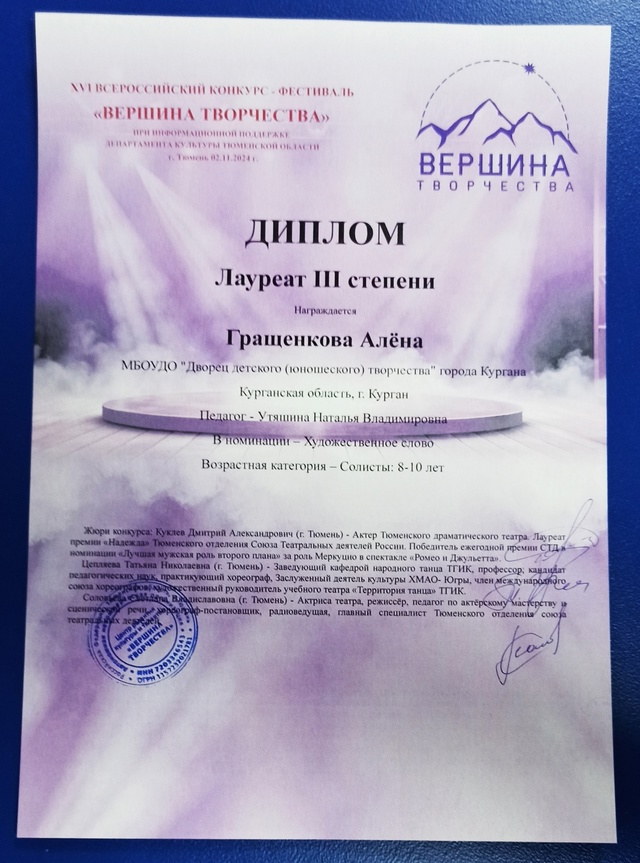 XVI ВСЕРОССИЙСКИЙ КОНКУРС - ФЕСТИВАЛЬ
«ВЕРШИНА ТВОРЧЕСТВА»
ПРИ ИНФОРМАЦИОННОЙ ПОДДЕРЖКЕ
ДЕПАРТАМЕНТА КУЛЬТУРЫ ТЮМЕНСКОЙ ОБЛАСТИ
г. Тюмень 02.11.2024 г.
ВЕРШИНА
ТВОРЧЕСТВА
ДИПЛОМ
Лауреат III степени
Награждается
Гращенкова Алёна
МБОУДО "Дворец детского (юношеского) творчества" города Кургана
Курганская область, г. Курган
Педагог - Утяшина Наталья Владимировна
В номинации – Художественное слово
Возрастная категория – Солисты: 8-10 лет
Жюри конкурса: Куклев Дмитрий Александрович (г. Тюмень) - Актер Тюменского драматического театра. Лауреат
премии «Надежда» Тюменского отделения Союза Театральных деятелей России. Победитель ежегодной премии СТД в
номинации «Лучшая мужская роль второго плана» за роль Меркуцио в спектакле «Ромео и Джульетта».
Цепляева Татьяна Николаевна (г. Тюмень) - Заведующий кафедрой народного танца ТГИК, профессор, кандидат
педагогических наук, практикующий хореограф, Заслуженный деятель культуры ХМАО- Югры, член международного
союза хореографов, художественный руководитель учебного театра «Территория танца» ТГИК.
Владиславовна (г. Тюмень) - Актриса театра, режиссёр, педагог по актёрскому мастерству и
сценической речи, хореограф-постановщик, радиоведущая, главный специалист Тюменского отделения союза
театральных деятелей.
«ВЕРШИНА
ТВОРЧЕСТВА»